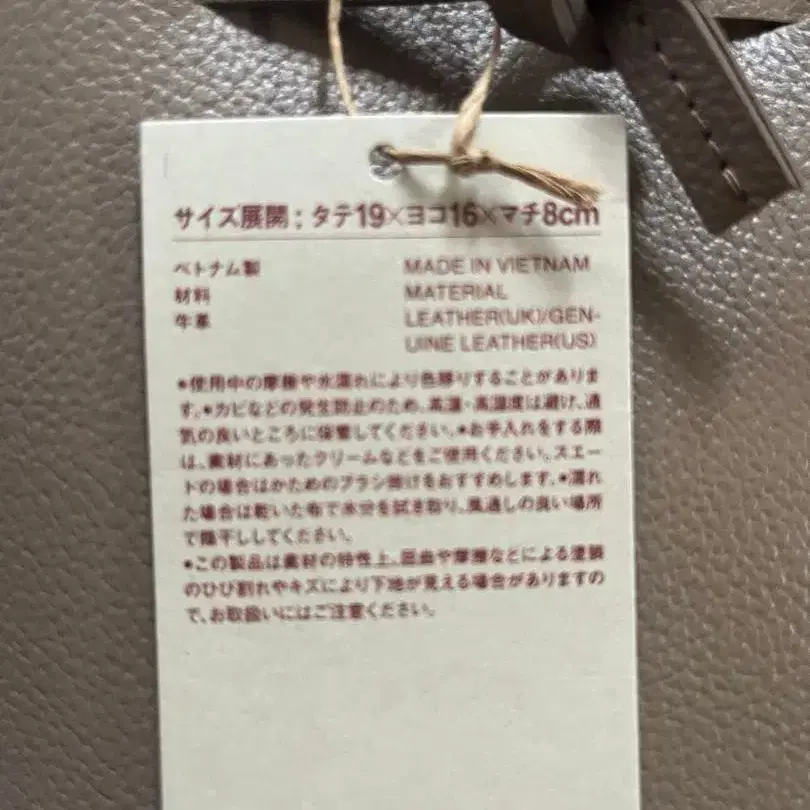 サイズ展開：タテ19×ヨコ16×マチ8cm
ベトナム製 MADE IN VIETNAM
材料 MATERIAL
牛革 LEATHER(UK)/GEN-
UINE LEATHER(US)
●使用中の摩擦や水濡れにより色移りすることがありま
す。●カビなどの発生防止のため、高温・高湿度は避け、通
気の良いところに保管してください。●お手入れをする際
は、素材にあったクリームなどをご使用ください。スエー
ドの場合はかためのブラシ掛けをおすすめします。●濡れ
た場合は乾いた布で水分を拭き取り、風通しの良い場所
で陰干ししてください。
●この製品は素材の特性上、屈曲や摩擦などによる塗膜
のひび割れやキズにより下地が見える場合がありますの
で、お取扱いにはご注意ください。